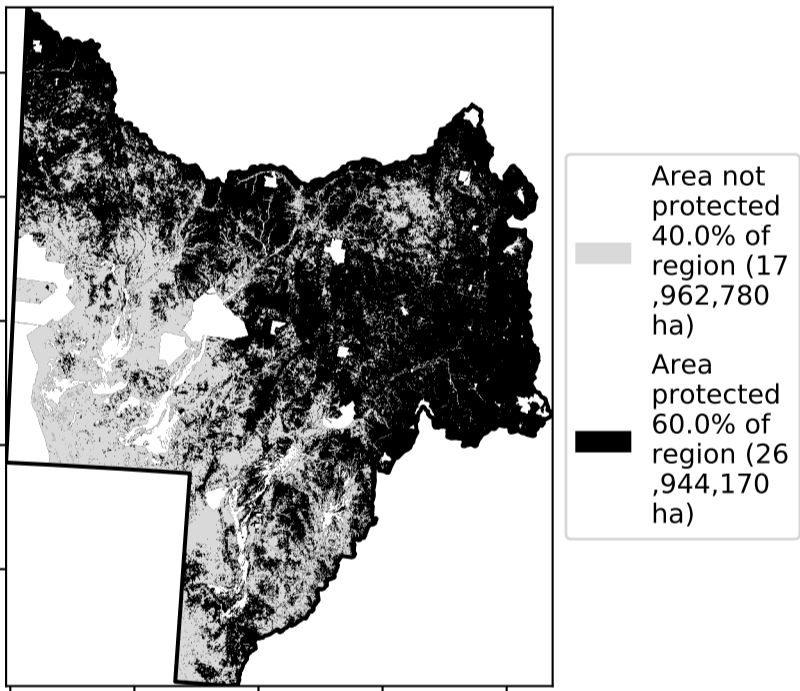 Area not
protected
40.0% of
region (17
,962,780
ha)
Area
protected
60.0% of
region (26
,944,170
ha)